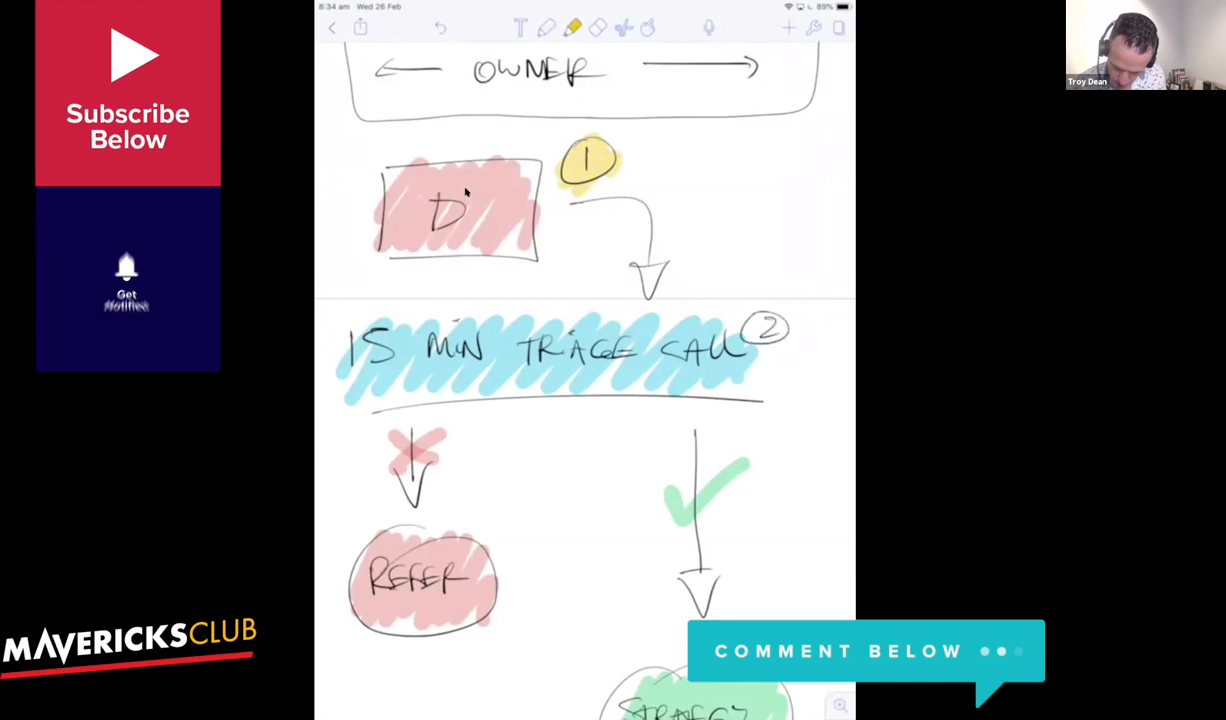 8:34 am Wed 26 Feb
89%
Troy Dean
Subscribe
Below
T
OWNER
1
D
Get
Notified
15 MIN TRIAGE CALL 2
REFER
MAVERICKSCLUB
COMMENT BELOW
STRATEGY